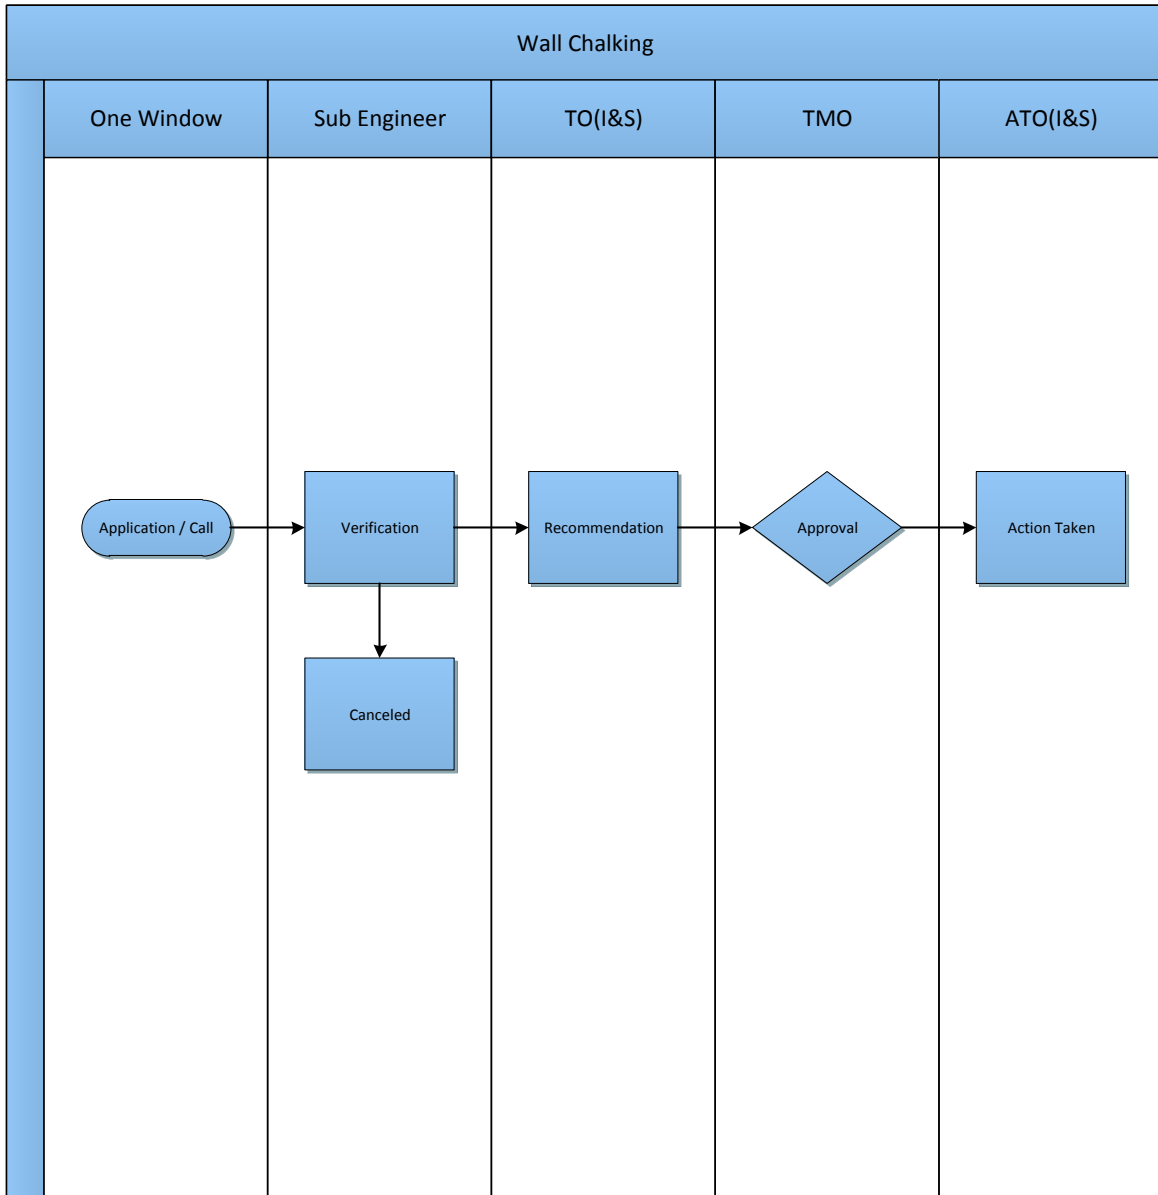 Wall Chalking
One Window
Sub Engineer
TO(I&S)
TMO
ATO(I&S)
Application / Call
Verification
Recommendation
Approval
Action Taken
Canceled